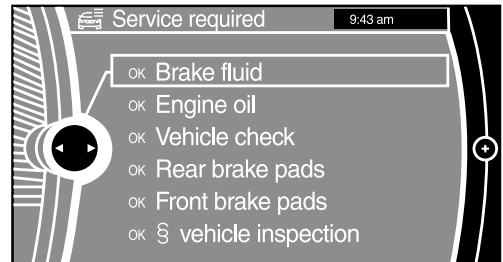 Service required 9:43 am
OK Brake fluid
OK Engine oil
OK Vehicle check
OK Rear brake pads
OK Front brake pads
OK § vehicle inspection